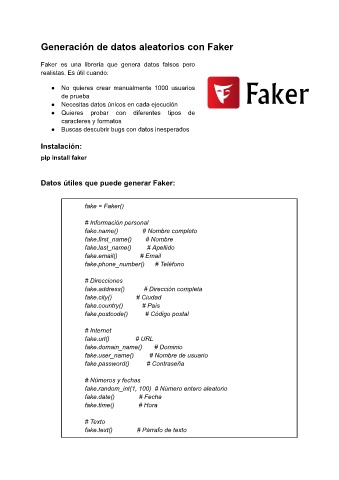 Generación de datos aleatorios con Faker
Faker es una librería que genera datos falsos pero
realistas. Es útil cuando:
● No quieres crear manualmente 1000 usuarios
de prueba
● Necesitas datos únicos en cada ejecución
● Quieres probar con diferentes tipos de
caracteres y formatos
● Buscas descubrir bugs con datos inesperados
Faker
Instalación:
pip install faker
Datos útiles que puede generar Faker:
fake = Faker()
# Información personal
fake.name() # Nombre completo
fake.first_name() # Nombre
fake.last_name() # Apellido
fake.email() # Email
fake.phone_number() # Teléfono
# Direcciones
fake.address() # Dirección completa
fake.city() # Ciudad
fake.country() # País
fake.postcode() # Código postal
# Internet
fake.url() # URL
fake.domain_name() # Dominio
fake.user_name() # Nombre de usuario
fake.password() # Contraseña
# Números y fechas
fake.random_int(1, 100) # Número entero aleatorio
fake.date() # Fecha
fake.time() # Hora
# Texto
fake.text() # Párrafo de texto